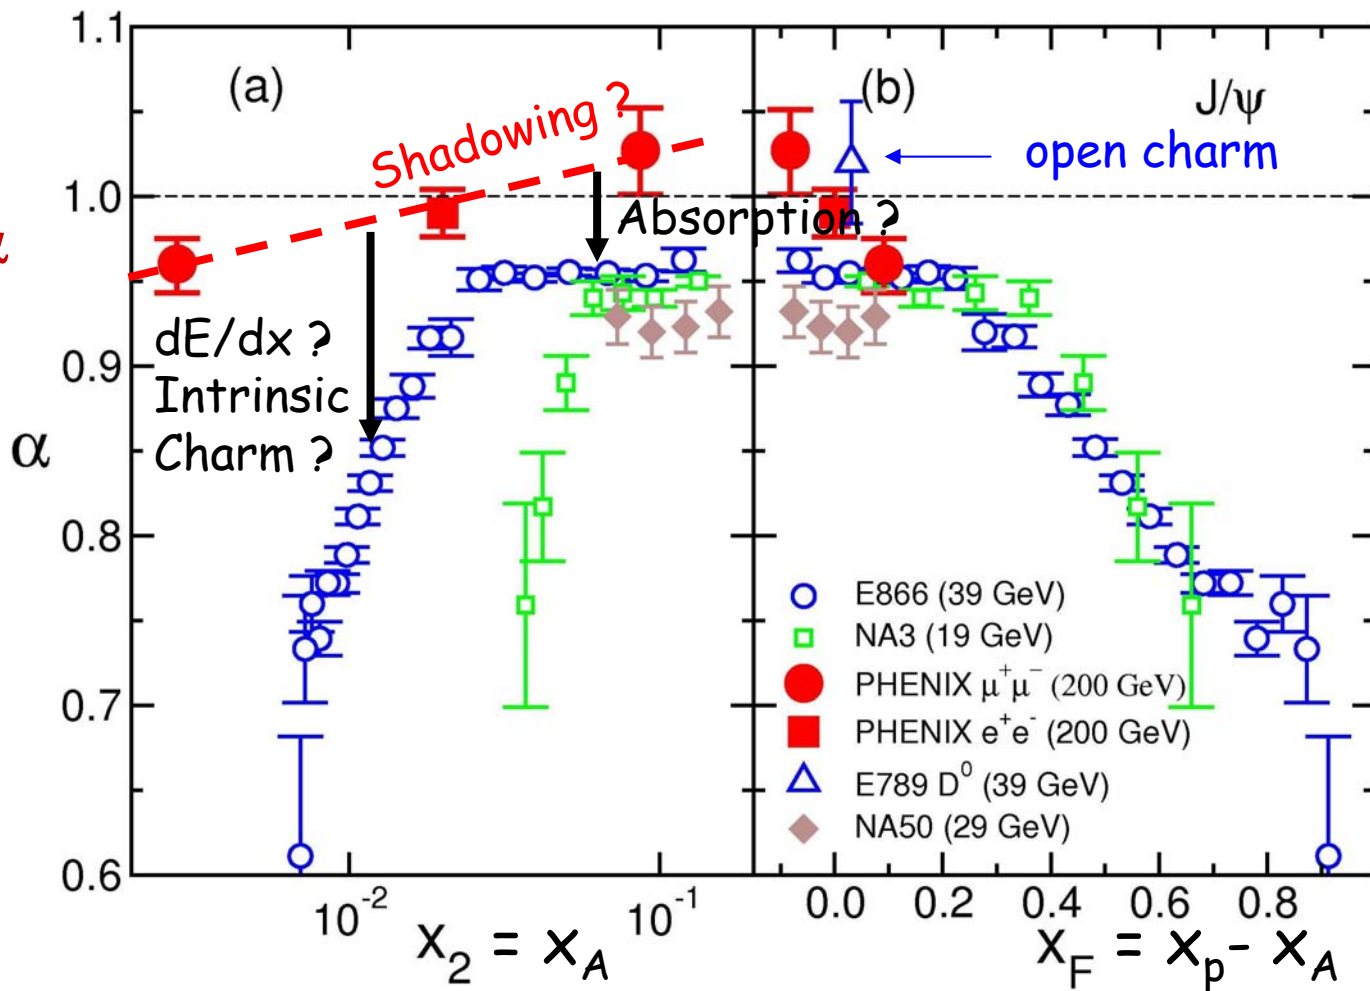 1.1
1.0
0.9
0.8
0.7
0.6
α
(a)
Shadowing ?
Absorption ?
dE/dx ?
Intrinsic
Charm ?
10⁻²
10⁻¹
X₂ = x_A
(b)
J/ψ
open charm
E866 (39 GeV)
NA3 (19 GeV)
PHENIX μ⁺μ⁻ (200 GeV)
PHENIX e⁺e⁻ (200 GeV)
E789 D⁰ (39 GeV)
NA50 (29 GeV)
0.0 0.2 0.4 0.6 0.8
X_F = x_p- x_A